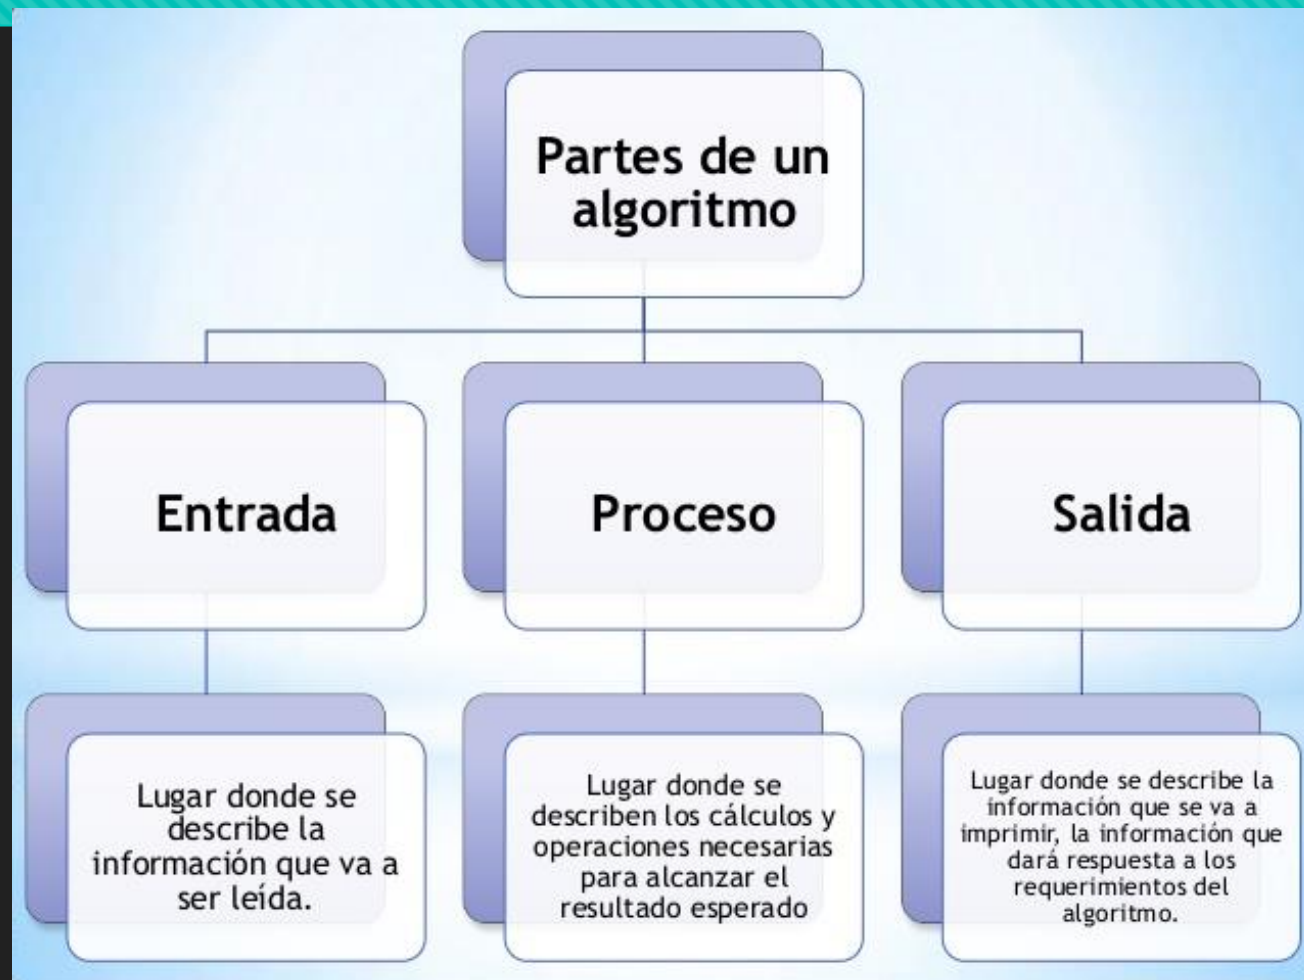 Partes de un
algoritmo
Entrada
Proceso
Salida
Lugar donde se
describe la
información que va a
ser leída.
Lugar donde se
describen los cálculos y
operaciones necesarias
para alcanzar el
resultado esperado
Lugar donde se describe la
información que se va a
imprimir, la información que
dará respuesta a los
requerimientos del
algoritmo.